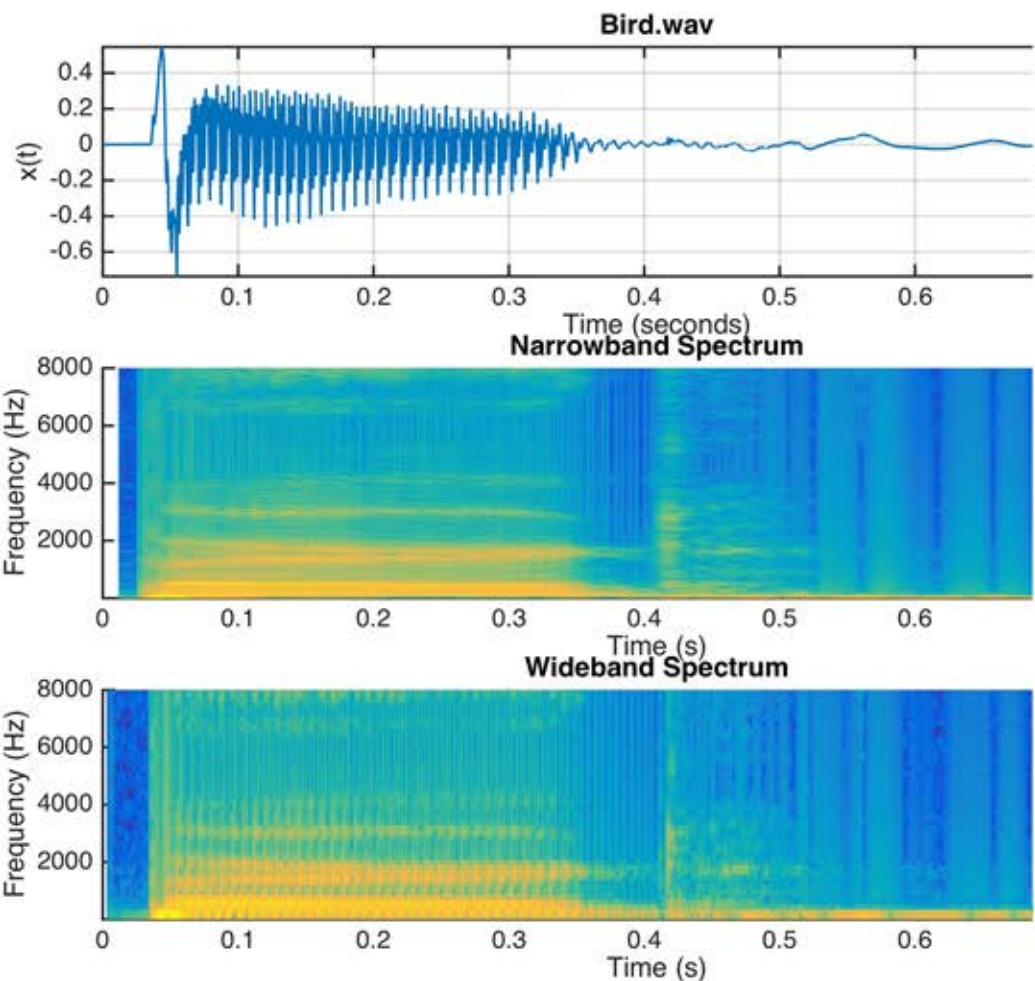 Bird.wav
x(t)
0.4
0.2
0
-0.2
-0.4
-0.6
0 0.1 0.2 0.3 0.4 0.5 0.6
Time (seconds)
Narrowband Spectrum
Frequency (Hz)
8000
6000
4000
2000
0 0.1 0.2 0.3 0.4 0.5 0.6
Time (s)
Wideband Spectrum
Frequency (Hz)
8000
6000
4000
2000
0 0.1 0.2 0.3 0.4 0.5 0.6
Time (s)